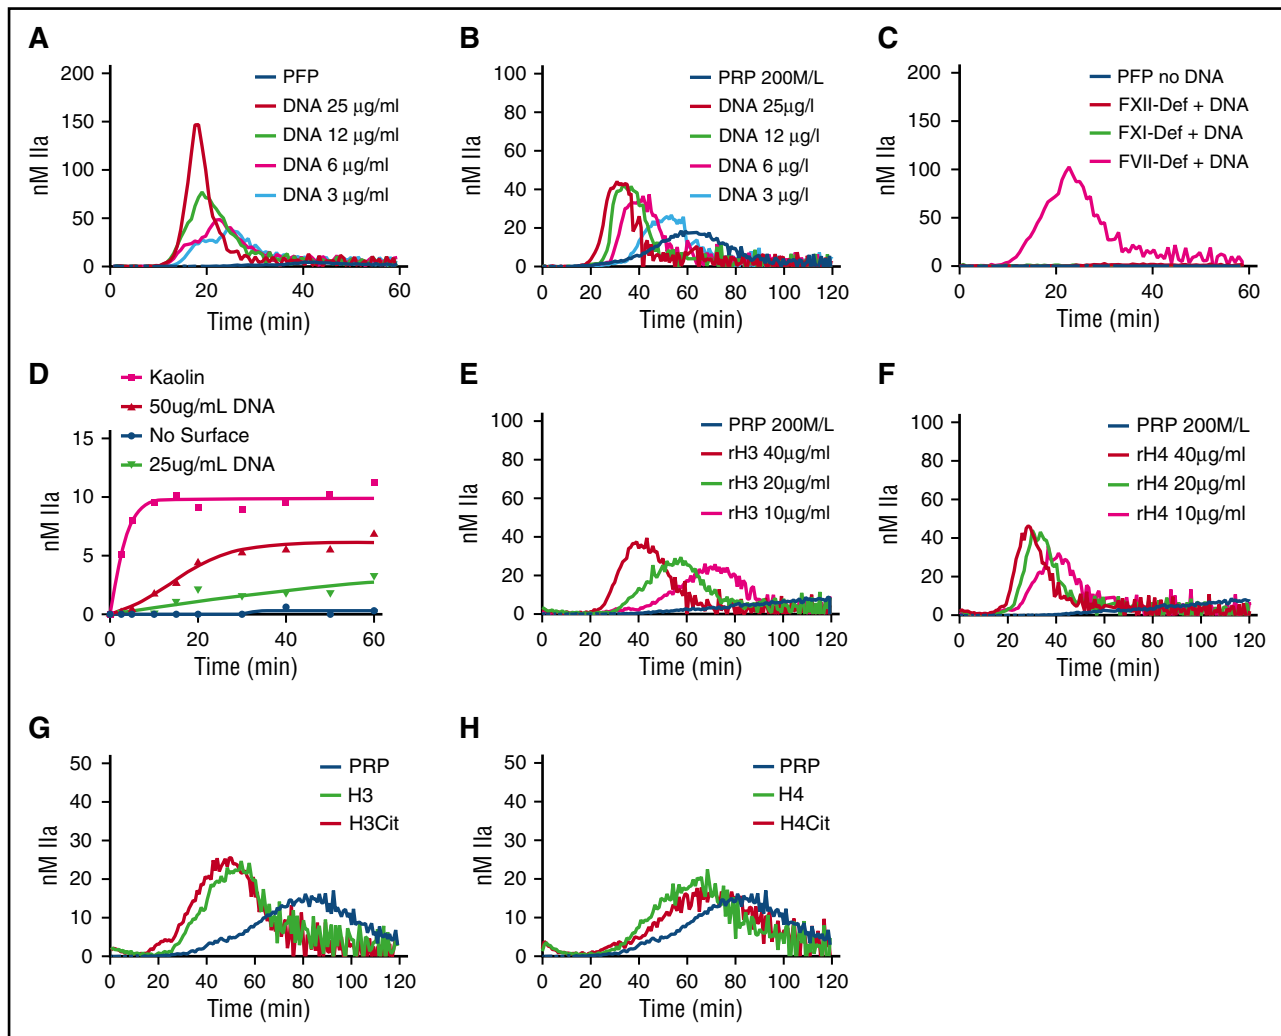 A
nM IIa
200
150
100
50
0
0 20 40 60
Time (min)
PFP
DNA 25 µg/ml
DNA 12 µg/ml
DNA 6 µg/ml
DNA 3 µg/ml
B
nM IIa
100
80
60
40
20
0
0 20 40 60 80 100 120
Time (min)
PRP 200M/L
DNA 25µg/l
DNA 12 µg/l
DNA 6 µg/l
DNA 3 µg/l
C
nM IIa
200
150
100
50
0
0 20 40 60
Time (min)
PFP no DNA
FXII-Def + DNA
FXI-Def + DNA
FVII-Def + DNA
D
Kaolin
50ug/mL DNA
No Surface
25ug/mL DNA
nM IIa
15
10
5
0
0 20 40 60
Time (min)
E
nM IIa
100
80
60
40
20
0
0 20 40 60 80 100 120
Time (min)
PRP 200M/L
rH3 40µg/ml
rH3 20µg/ml
rH3 10µg/ml
F
nM IIa
100
80
60
40
20
0
0 20 40 60 80 100 120
Time (min)
PRP 200M/L
rH4 40µg/ml
rH4 20µg/ml
rH4 10µg/ml
G
nM IIa
50
40
30
20
10
0
0 20 40 60 80 100 120
Time (min)
PRP
H3
H3Cit
H
nM IIa
50
40
30
20
10
0
0 20 40 60 80 100 120
Time (min)
PRP
H4
H4Cit